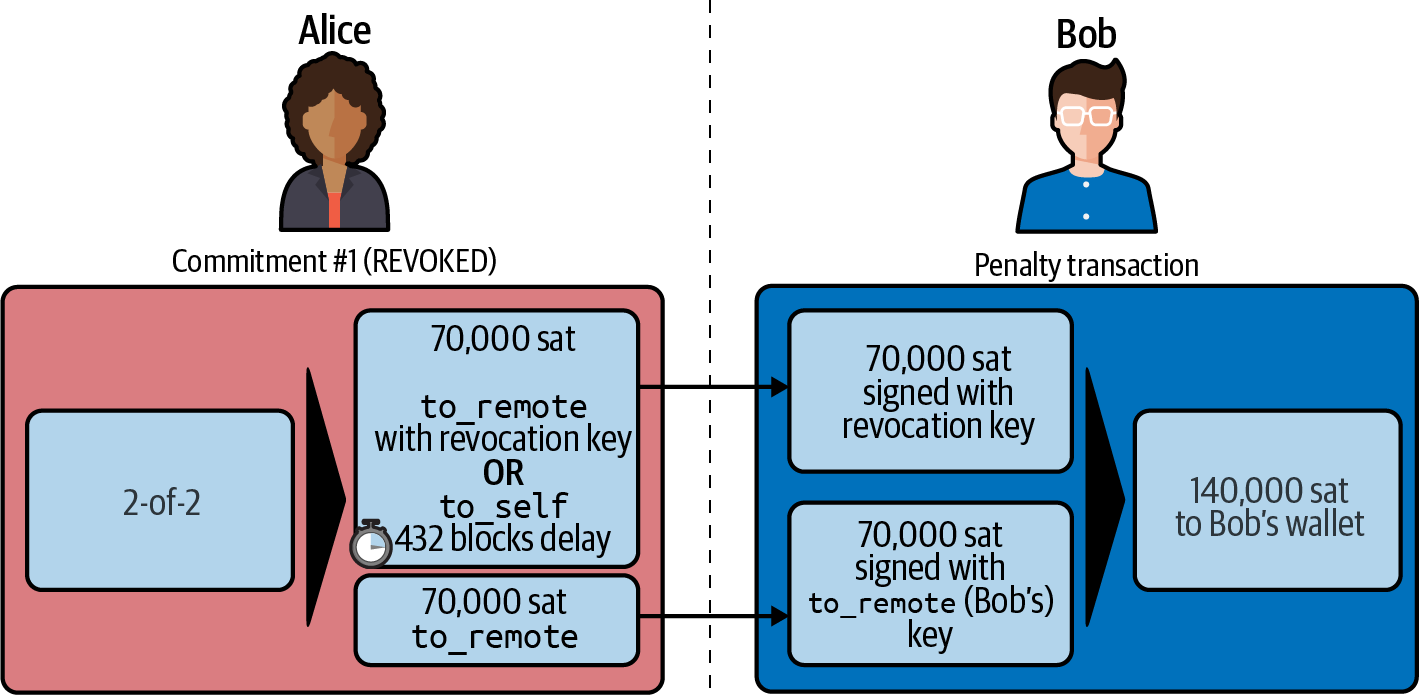 Alice
Bob
Commitment #1 (REVOKED)
Penalty transaction
2-of-2
70,000 sat
to_remote
with revocation key
OR
to_self
432 blocks delay
70,000 sat
to_remote
70,000 sat
signed with
revocation key
70,000 sat
signed with
to_remote (Bob's)
key
140,000 sat
to Bob's wallet